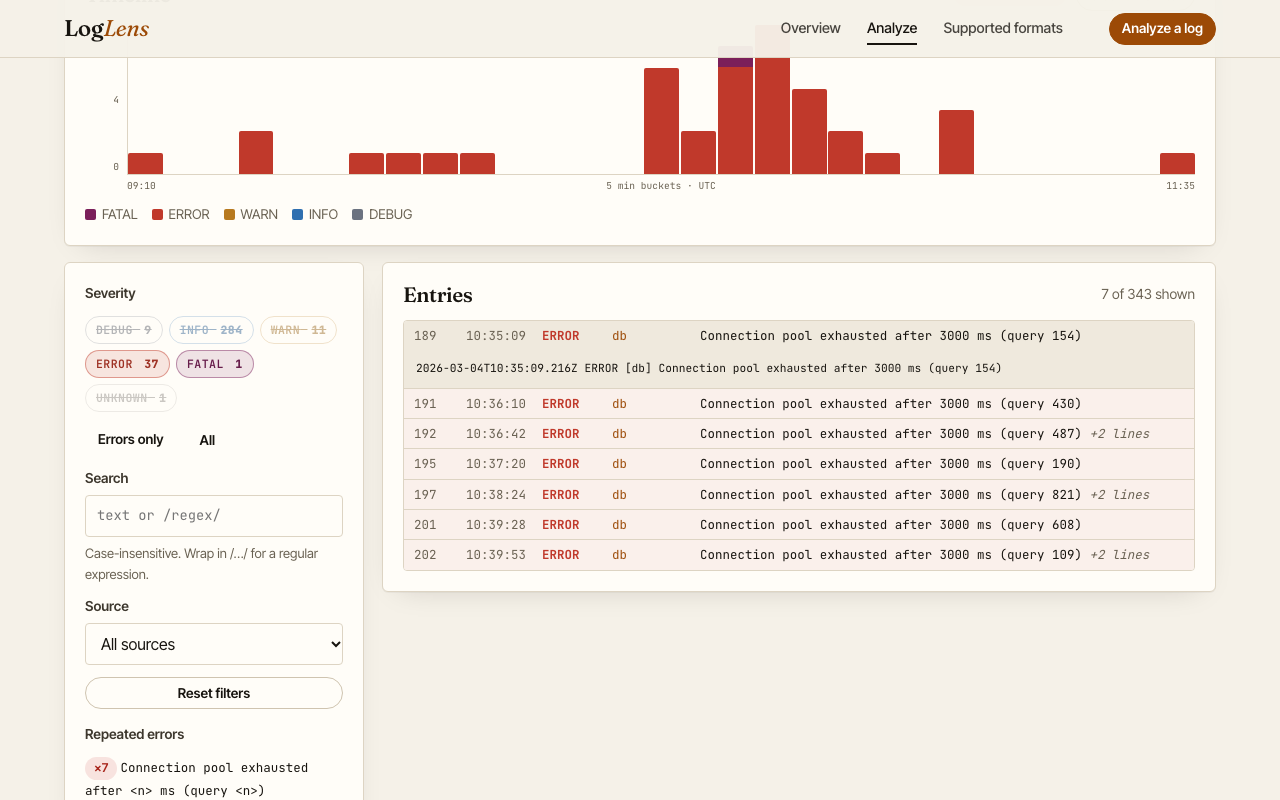 LogLens
Overview
Analyze
Supported formats
Analyze a log
4
0
09:10
5 min buckets · UTC
11:35
FATAL
ERROR
WARN
INFO
DEBUG
Severity
DEBUG 9
INFO 284
WARN 11
ERROR 37
FATAL 1
UNKNOWN 1
Errors only
All
Search
text or /regex/
Case-insensitive. Wrap in /.../ for a regular
expression.
Source
All sources
Reset filters
Repeated errors
×7 Connection pool exhausted
after <n> ms (query <n>)
Entries
7 of 343 shown
189 10:35:09 ERROR db Connection pool exhausted after 3000 ms (query 154)
2026-03-04T10:35:09.216Z ERROR [db] Connection pool exhausted after 3000 ms (query 154)
191 10:36:10 ERROR db Connection pool exhausted after 3000 ms (query 430)
192 10:36:42 ERROR db Connection pool exhausted after 3000 ms (query 487) +2 lines
195 10:37:20 ERROR db Connection pool exhausted after 3000 ms (query 190)
197 10:38:24 ERROR db Connection pool exhausted after 3000 ms (query 821) +2 lines
201 10:39:28 ERROR db Connection pool exhausted after 3000 ms (query 608)
202 10:39:53 ERROR db Connection pool exhausted after 3000 ms (query 109) +2 lines